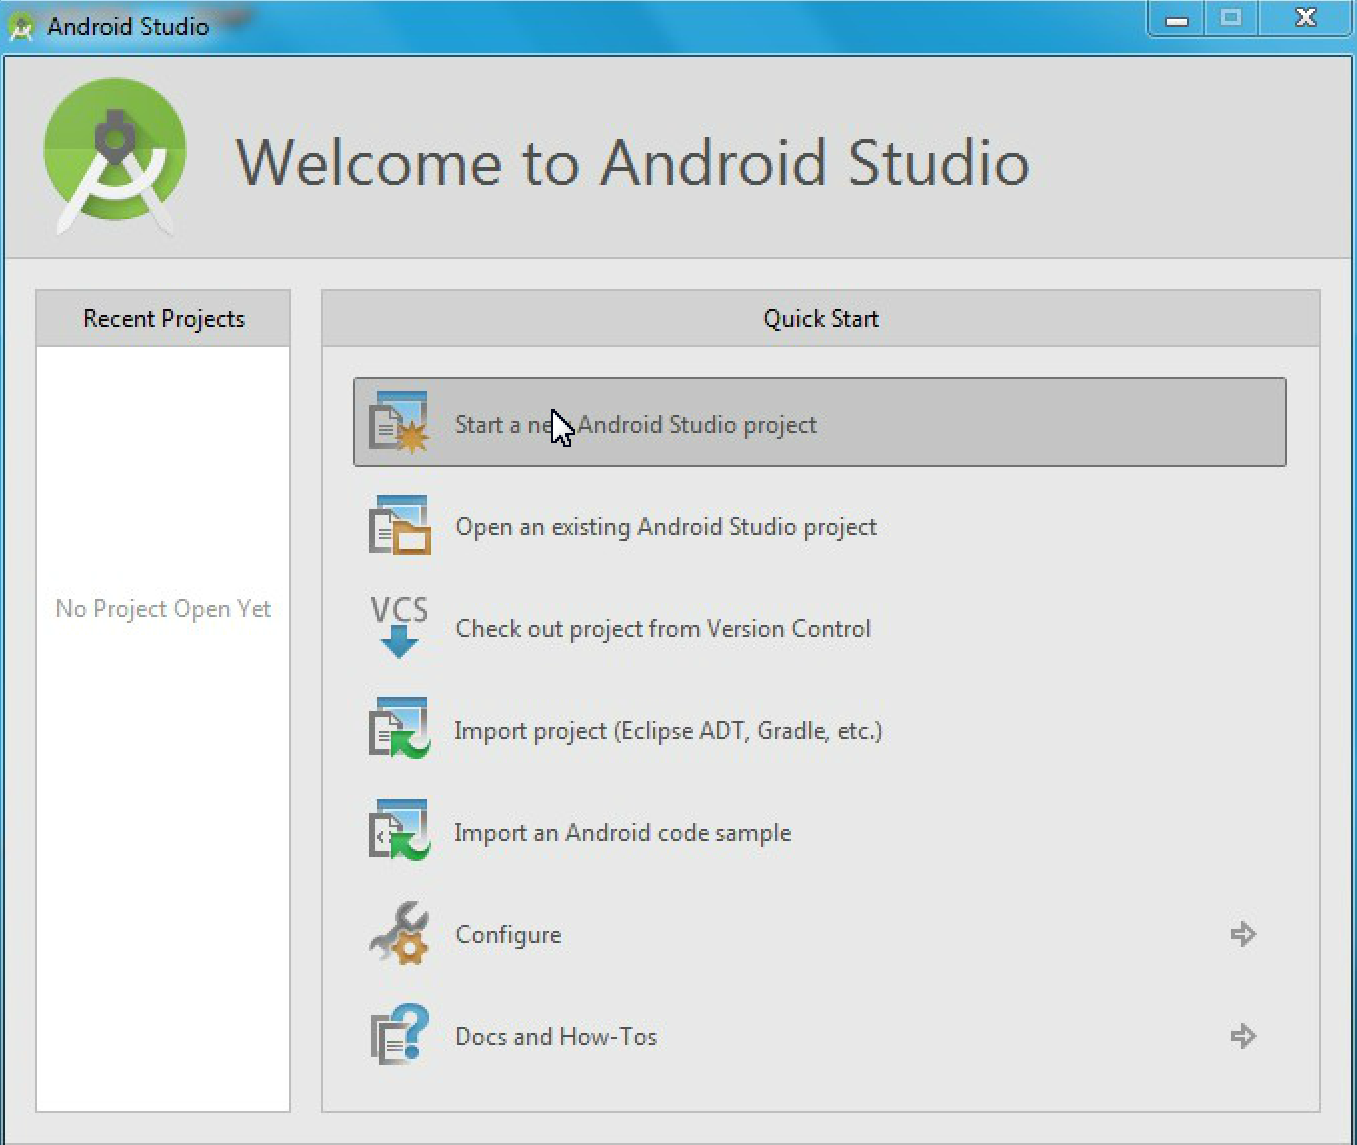 Android Studio
Welcome to Android Studio
Recent Projects
No Project Open Yet
Quick Start
Start a new Android Studio project
Open an existing Android Studio project
VCS
Check out project from Version Control
Import project (Eclipse ADT, Gradle, etc.)
Import an Android code sample
Configure
Docs and How-Tos